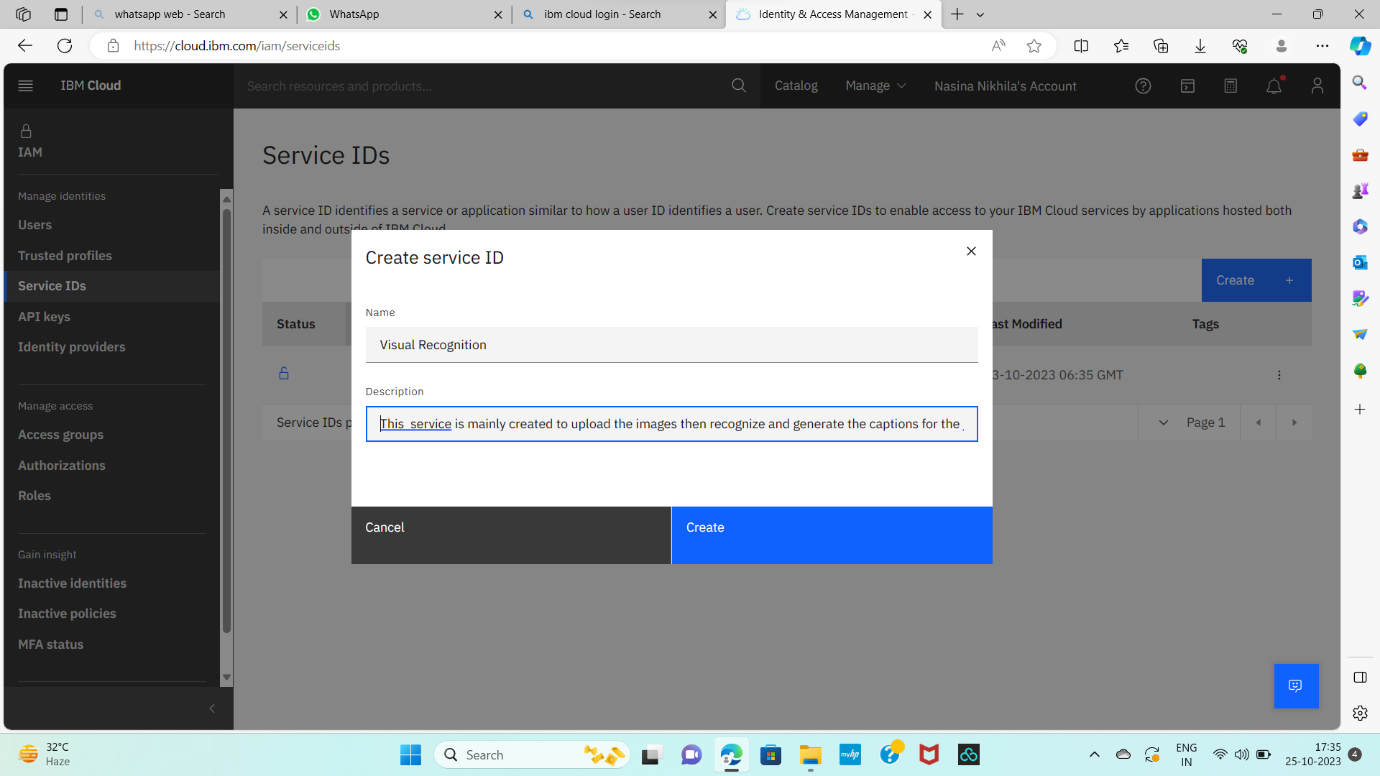 whatsapp web - Search
WhatsApp
ibm cloud login - Search
Identity & Access Management -
https://cloud.ibm.com/iam/serviceids
IBM Cloud
Search resources and products...
Catalog
Manage
Nasina Nikhila's Account
IAM
Manage identities
Users
Trusted profiles
Service IDs
API keys
Identity providers
Manage access
Access groups
Authorizations
Roles
Gain insight
Inactive identities
Inactive policies
MFA status
Service IDs
A service ID identifies a service or application similar to how a user ID identifies a user. Create service IDs to enable access to your IBM Cloud services by applications hosted both
inside and outside of IBM Cloud
Create +
Status
Last Modified
Tags
3-10-2023 06:35 GMT
Service IDs p
Page 1
Create service ID
Name
Visual Recognition
Description
This service is mainly created to upload the images then recognize and generate the captions for the
Cancel
Create
32°C
Haze
Search
myhp
ENG
IN
17:35
25-10-2023
4